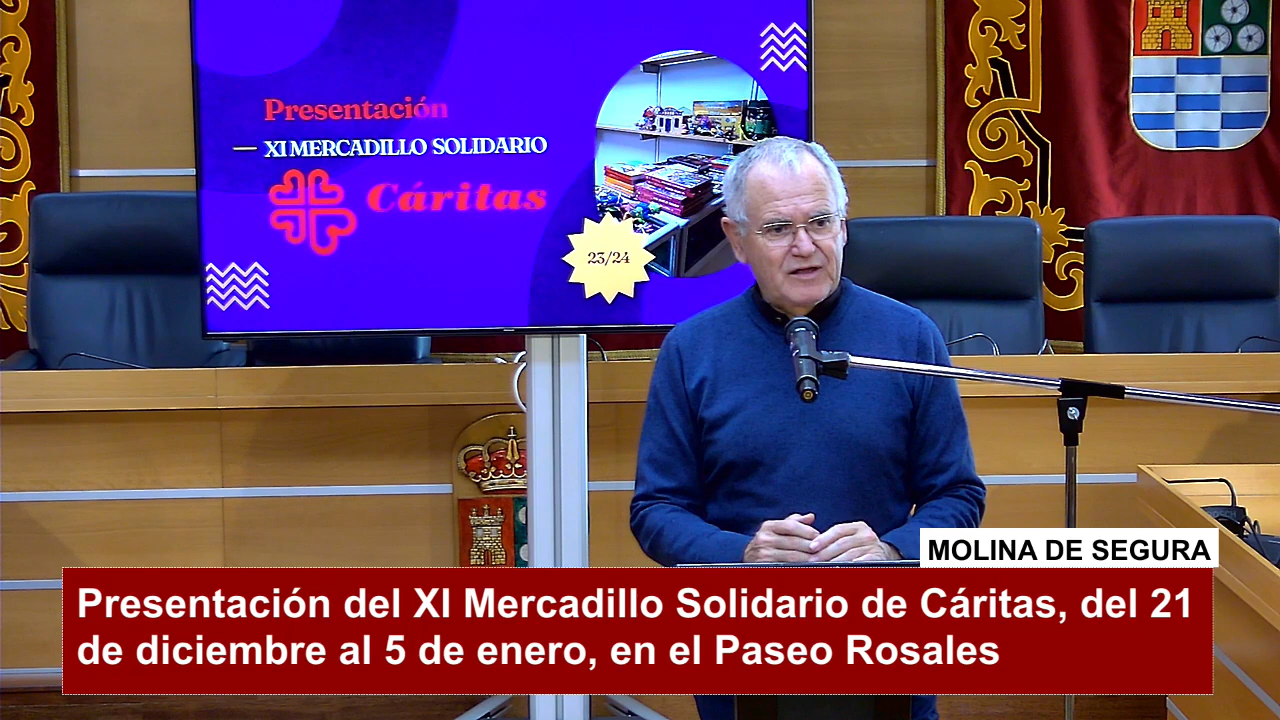 Presentación
XI MERCADILLO SOLIDARIO
Cáritas
23/24
MOLINA DE SEGURA
Presentación del XI Mercadillo Solidario de Cáritas, del 21
de diciembre al 5 de enero, en el Paseo Rosales